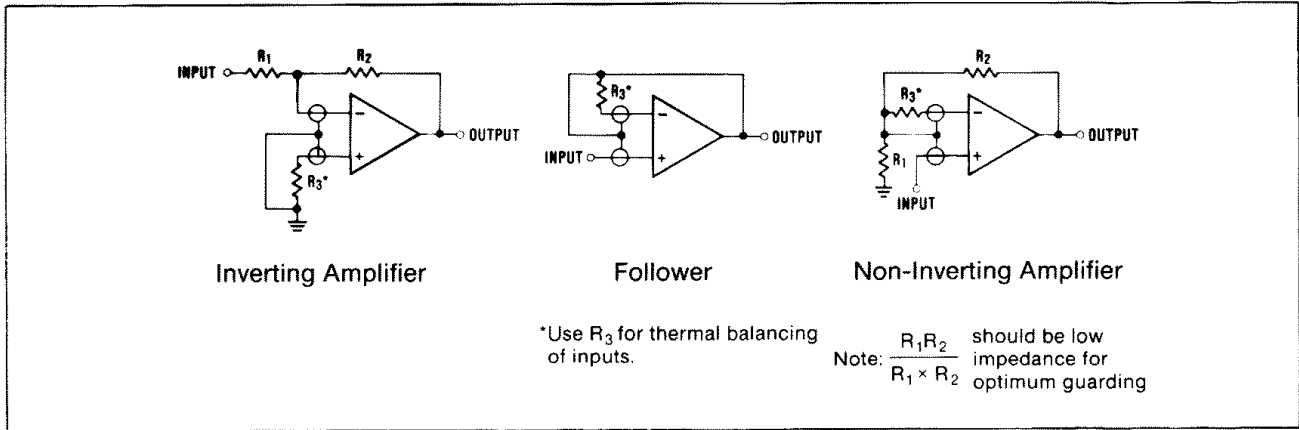 R1
R2
INPUT
−
+
OUTPUT
R3*
Inverting Amplifier
R3*
−
+
INPUT
OUTPUT
Follower
R2
R3*
−
+
R1
OUTPUT
INPUT
Non-Inverting Amplifier
*Use R3 for thermal balancing
of inputs.
Note: R1R2 / R1 × R2 should be low
impedance for
optimum guarding